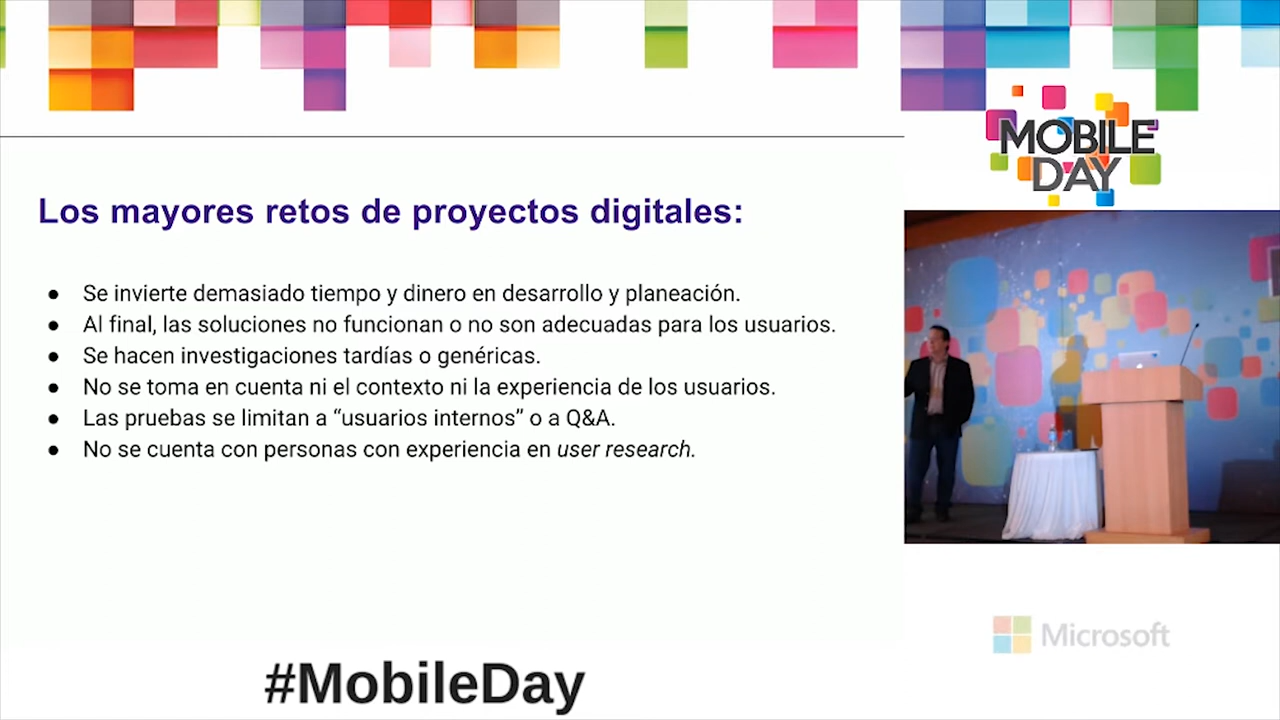 MOBILE
DAY
Los mayores retos de proyectos digitales:
● Se invierte demasiado tiempo y dinero en desarrollo y planeación.
● Al final, las soluciones no funcionan o no son adecuadas para los usuarios.
● Se hacen investigaciones tardías o genéricas.
● No se toma en cuenta ni el contexto ni la experiencia de los usuarios.
● Las pruebas se limitan a “usuarios internos” o a Q&A.
● No se cuenta con personas con experiencia en user research.
Microsoft
#MobileDay